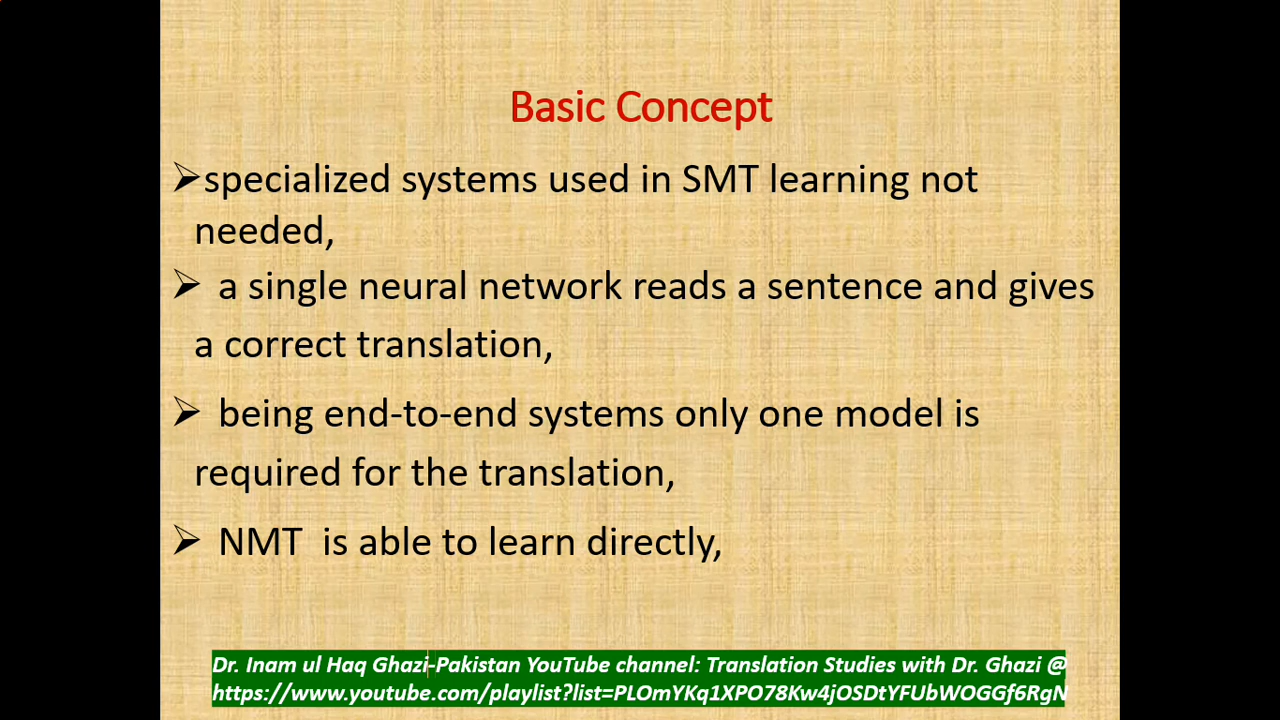 Basic Concept
➢specialized systems used in SMT learning not
needed,
➢ a single neural network reads a sentence and gives
a correct translation,
➢ being end-to-end systems only one model is
required for the translation,
➢ NMT  is able to learn directly,
Dr. Inam ul Haq Ghazi-Pakistan YouTube channel: Translation Studies with Dr. Ghazi @
https://www.youtube.com/playlist?list=PLOmYKq1XPO78Kw4jOSDtYFUbWOGGf6RgN